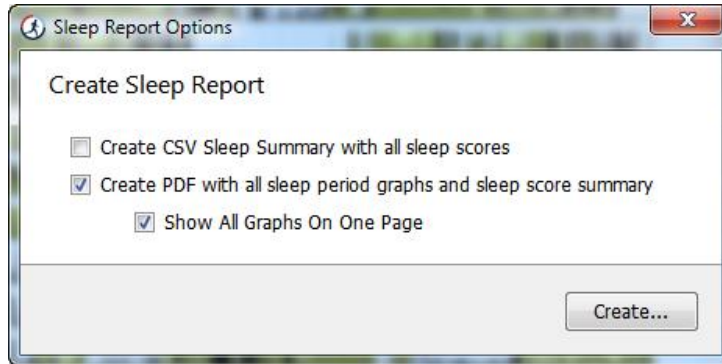 Sleep Report Options
Create Sleep Report
Create CSV Sleep Summary with all sleep scores
Create PDF with all sleep period graphs and sleep score summary
Show All Graphs On One Page
Create...